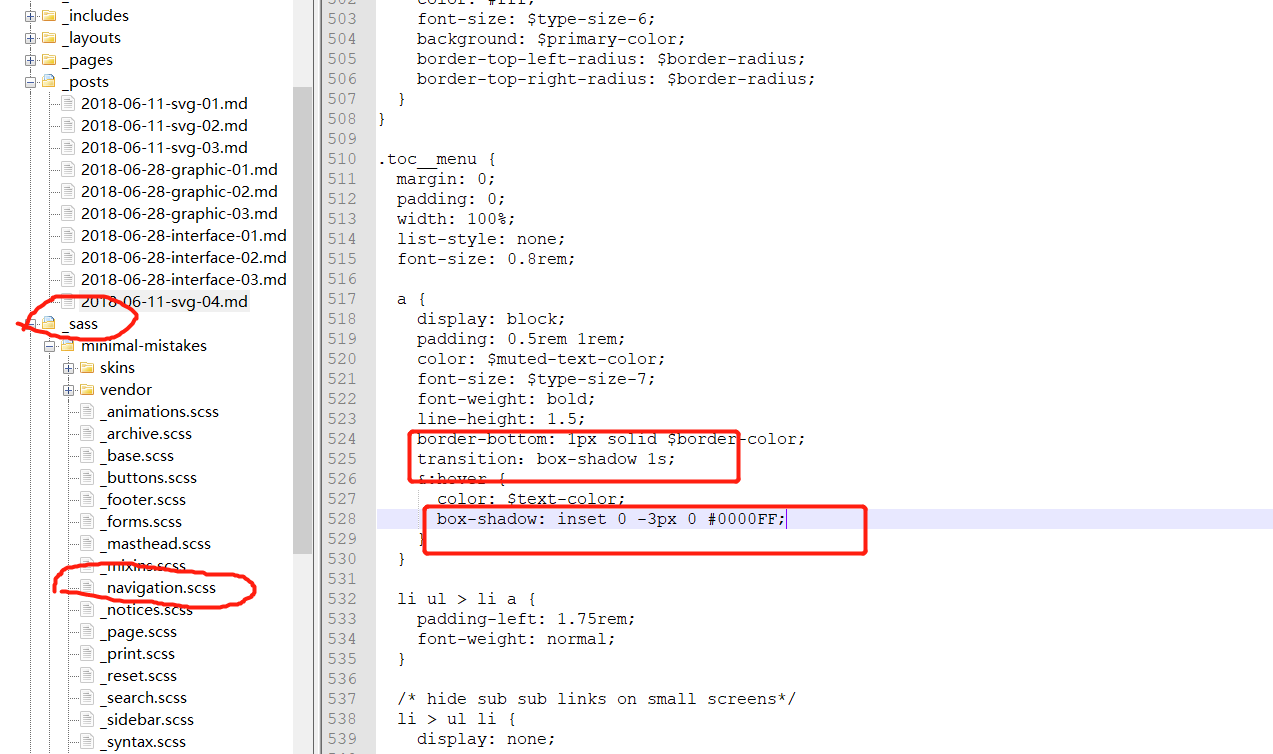 _includes
_layouts
_pages
_posts
2018-06-11-svg-01.md
2018-06-11-svg-02.md
2018-06-11-svg-03.md
2018-06-28-graphic-01.md
2018-06-28-graphic-02.md
2018-06-28-graphic-03.md
2018-06-28-interface-01.md
2018-06-28-interface-02.md
2018-06-28-interface-03.md
2018-06-11-svg-04.md
_sass
minimal-mistakes
skins
vendor
_animations.scss
_archive.scss
_base.scss
_buttons.scss
_footer.scss
_forms.scss
_masthead.scss
_mixins.scss
_navigation.scss
_notices.scss
_page.scss
_print.scss
_reset.scss
_search.scss
_sidebar.scss
_syntax.scss
502 color: #fff;
503 font-size: $type-size-6;
504 background: $primary-color;
505 border-top-left-radius: $border-radius;
506 border-top-right-radius: $border-radius;
507 }
508 }
509
510 .toc__menu {
511 margin: 0;
512 padding: 0;
513 width: 100%;
514 list-style: none;
515 font-size: 0.8rem;
516
517 a {
518 display: block;
519 padding: 0.5rem 1rem;
520 color: $muted-text-color;
521 font-size: $type-size-7;
522 font-weight: bold;
523 line-height: 1.5;
524 border-bottom: 1px solid $border-color;
525 transition: box-shadow 1s;
526 &:hover {
527 color: $text-color;
528 box-shadow: inset 0 -3px 0 #0000FF;
529 }
530 }
531
532 li ul > li a {
533 padding-left: 1.75rem;
534 font-weight: normal;
535 }
536
537 /* hide sub sub links on small screens*/
538 li > ul li {
539 display: none;